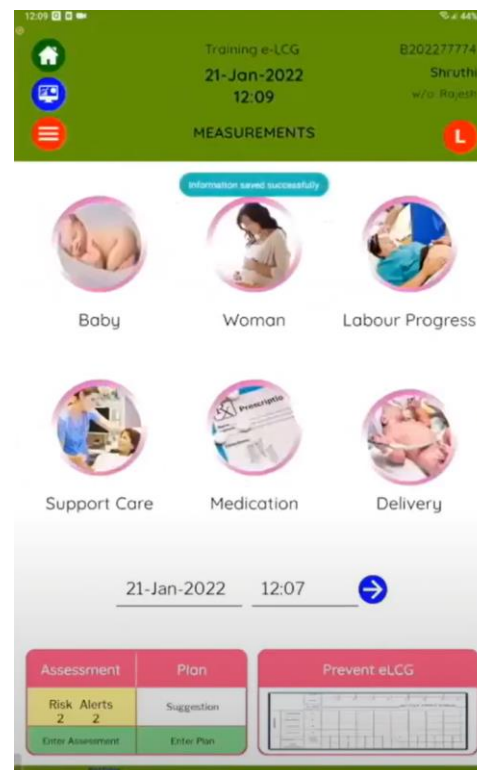 12:09
44%
Training e-LCG
B202277774
21-Jan-2022
Shruthi
12:09
w/o: Rajesh
MEASUREMENTS
L
Information saved successfully
Baby
Woman
Labour Progress
Prescriptio
Support Care
Medication
Delivery
21-Jan-2022
12:07
Assessment
Plan
Prevent eLCG
Risk Alerts
2 2
Suggestion
Enter Assessment
Enter Plan